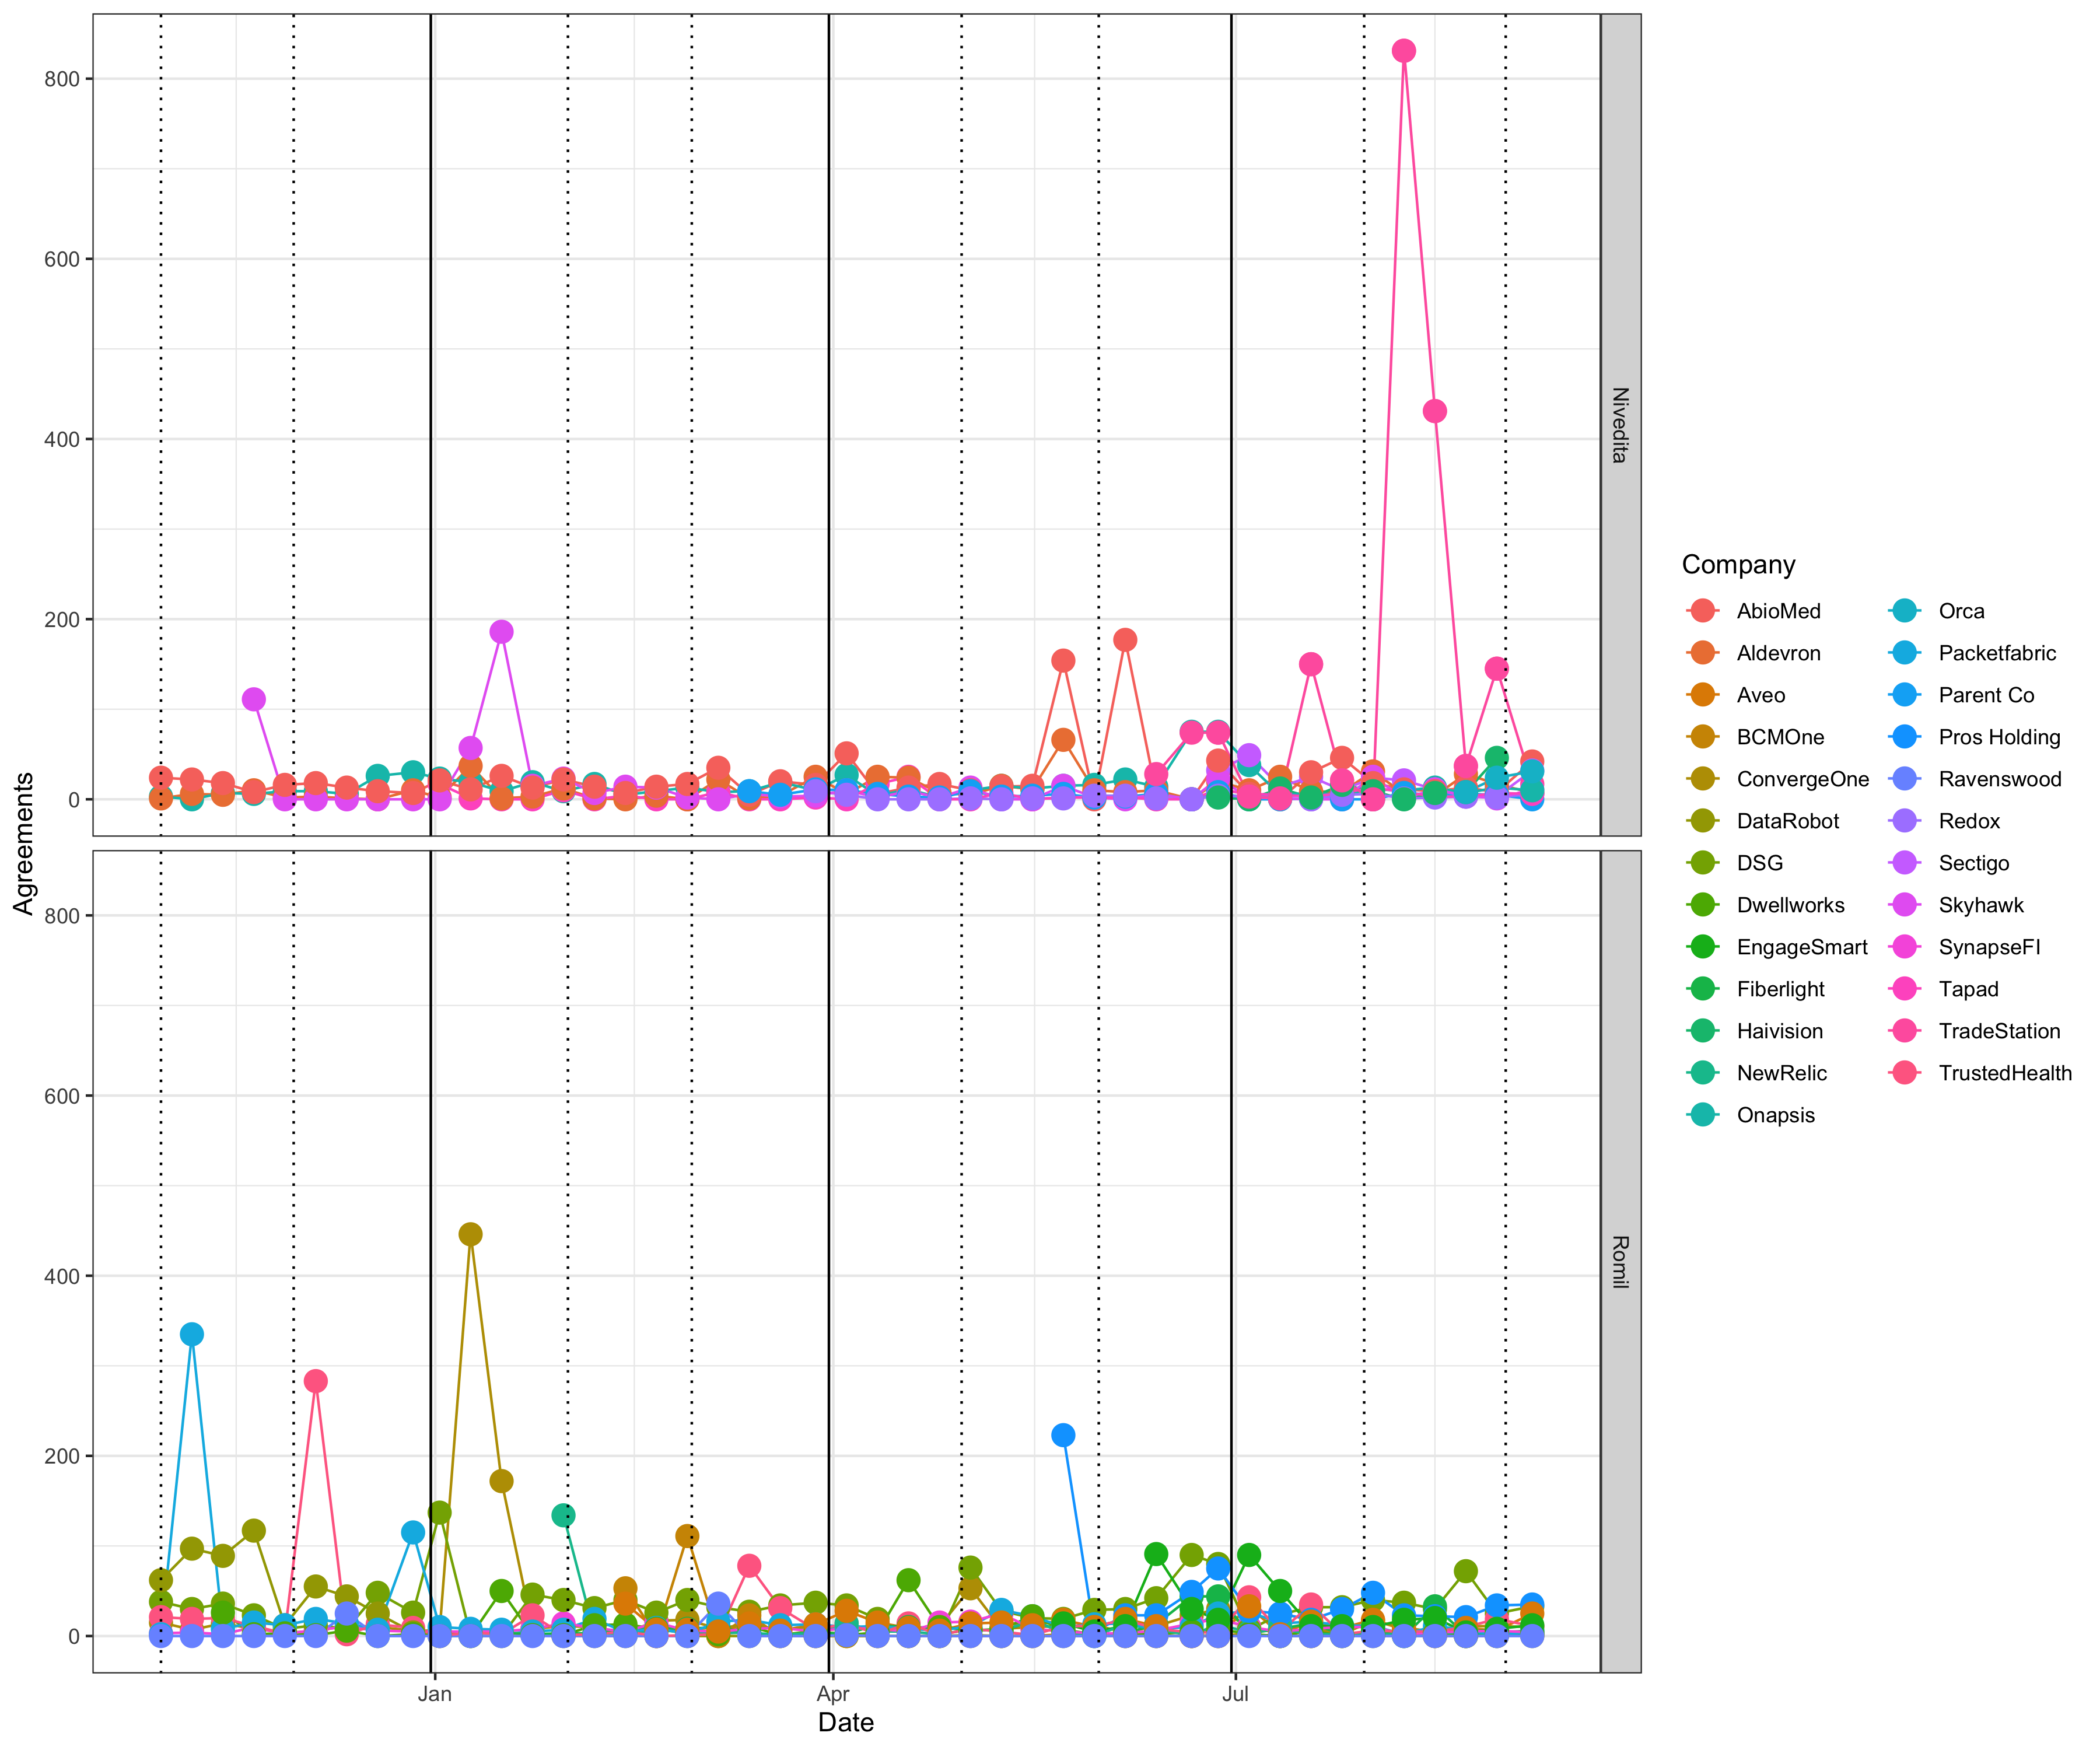 Agreements
800
600
400
200
0
Nivedita
800
600
400
200
0
Romil
Jan
Apr
Jul
Date
Company
AbioMed
Aldevron
Aveo
BCMOne
ConvergeOne
DataRobot
DSG
Dwellworks
EngageSmart
Fiberlight
Haivision
NewRelic
Onapsis
Orca
Packetfabric
Parent Co
Pros Holding
Ravenswood
Redox
Sectigo
Skyhawk
SynapseFI
Tapad
TradeStation
TrustedHealth